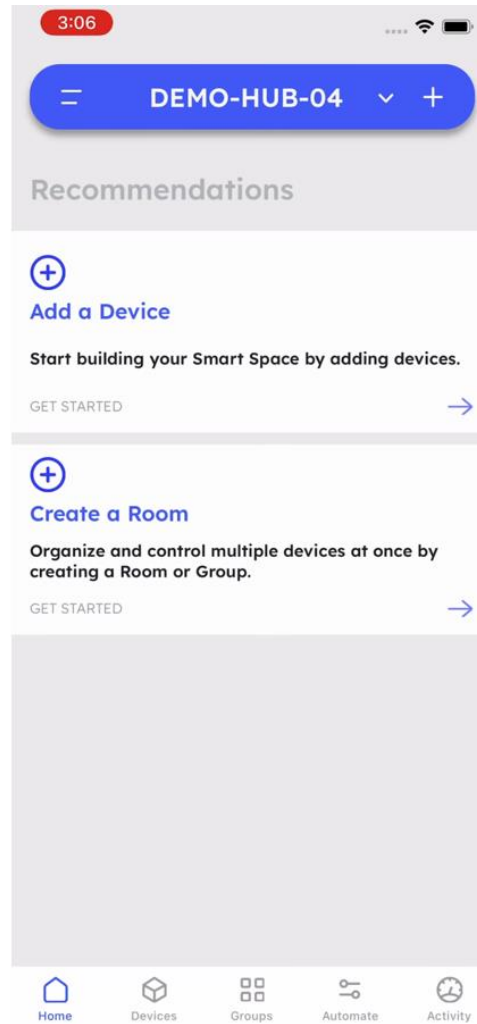 3:06
DEMO-HUB-04
Recommendations
Add a Device
Start building your Smart Space by adding devices.
GET STARTED
Create a Room
Organize and control multiple devices at once by
creating a Room or Group.
GET STARTED
Home Devices Groups Automate Activity